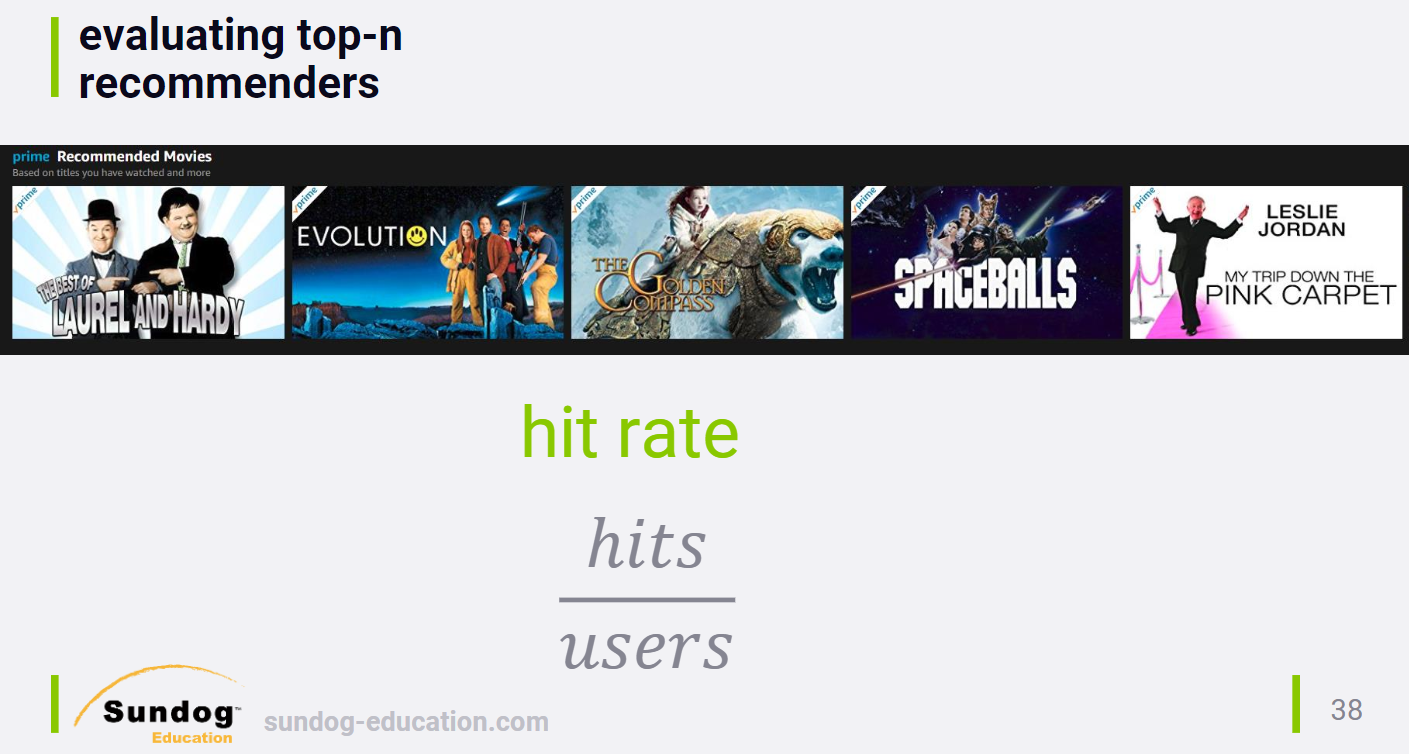 evaluating top-n
recommenders
prime Recommended Movies
Based on titles you have watched and more
prime
THE BEST OF
LAUREL AND HARDY
prime
EVOLUTION
prime
THE
GOLDEN
COMPASS
prime
SPACEBALLS
prime
LESLIE
JORDAN
MY TRIP DOWN THE
PINK CARPET
hit rate
hits
users
Sundog™
Education
sundog-education.com
38